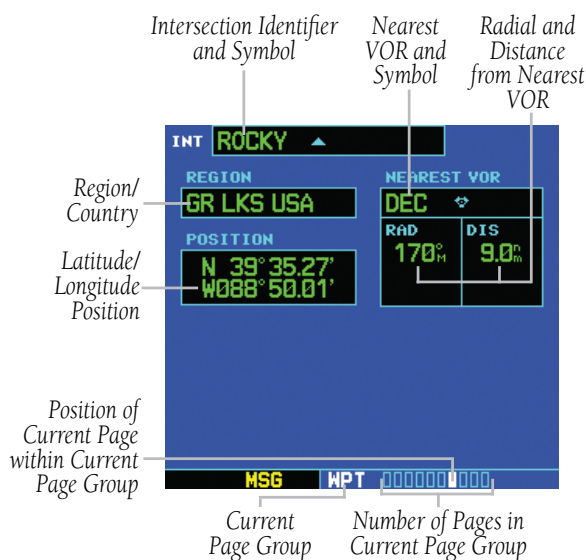 Intersection Identifier
and Symbol
Nearest
VOR and
Symbol
Radial and
Distance
from Nearest
VOR
INT ROCKY
REGION
GR LKS USA
NEAREST VOR
DEC
Region/
Country
POSITION
N 39°35.27'
W088°50.01'
RAD
170°M
DIS
9.0nm
Latitude/
Longitude
Position
Position of
Current Page
within Current
Page Group
MSG
WPT
Current
Page Group
Number of Pages in
Current Page Group